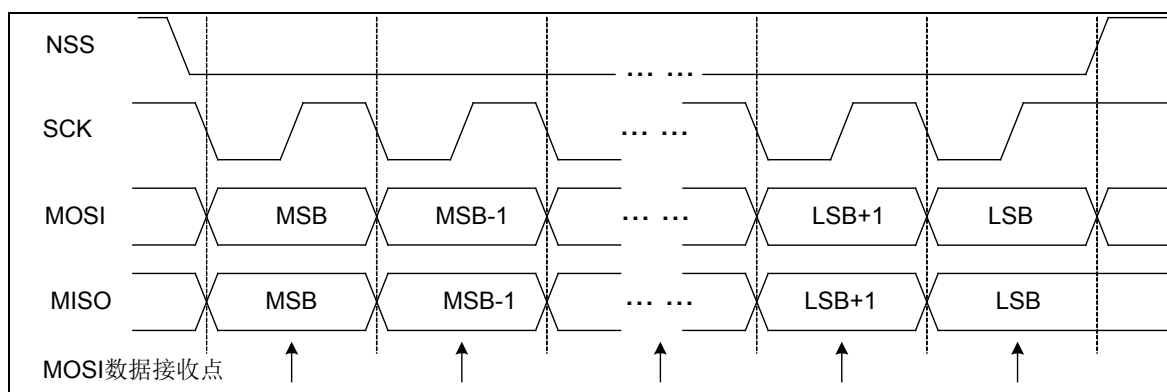 NSS
... ...
SCK
... ...
MOSI MSB MSB-1 ... ... LSB+1 LSB
MISO MSB MSB-1 ... ... LSB+1 LSB
MOSI数据接收点